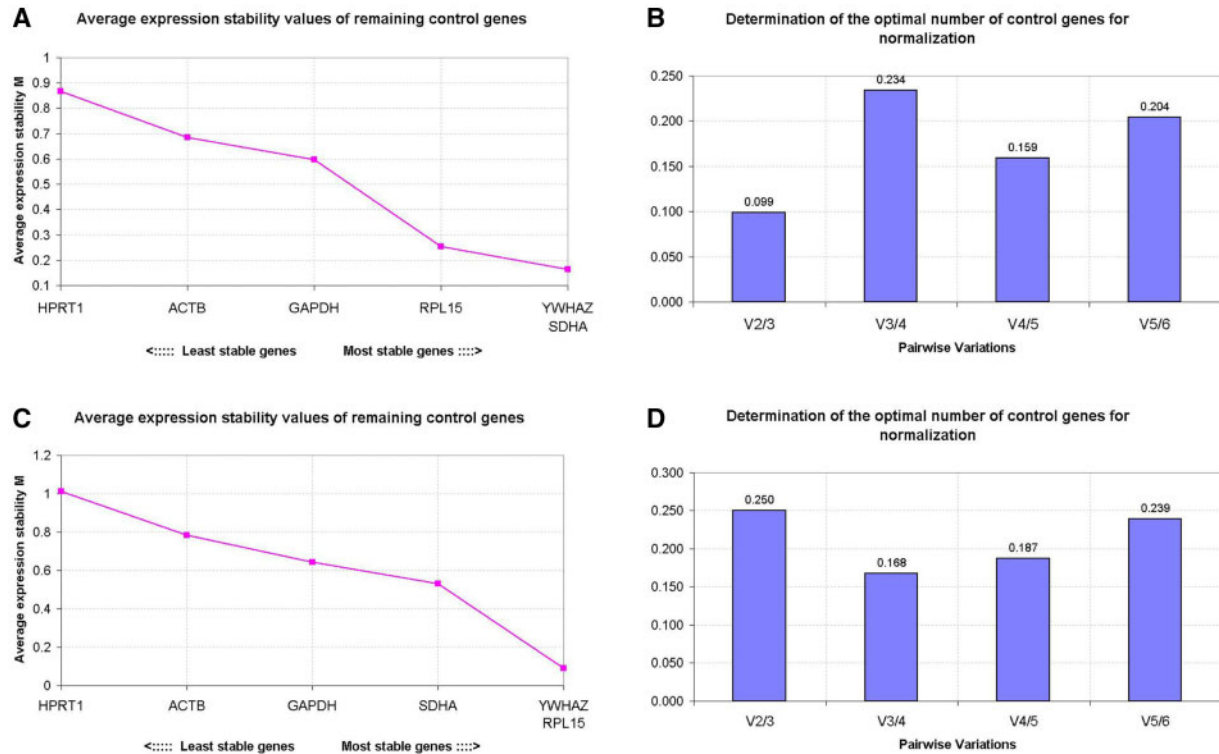 A
Average expression stability values of remaining control genes
Average expression stability M
1
0.9
0.8
0.7
0.6
0.5
0.4
0.3
0.2
0.1
HPRT1 ACTB GAPDH RPL15 YWHAZ
SDHA
<::::: Least stable genes Most stable genes ::::>
B
Determination of the optimal number of control genes for
normalization
0.250
0.200
0.150
0.100
0.050
0.000
0.099
0.234
0.159
0.204
V2/3 V3/4 V4/5 V5/6
Pairwise Variations
C
Average expression stability values of remaining control genes
Average expression stability M
1.2
1
0.8
0.6
0.4
0.2
0
HPRT1 ACTB GAPDH SDHA YWHAZ
RPL15
<::::: Least stable genes Most stable genes ::::>
D
Determination of the optimal number of control genes for
normalization
0.300
0.250
0.200
0.150
0.100
0.050
0.000
0.250
0.168
0.187
0.239
V2/3 V3/4 V4/5 V5/6
Pairwise Variations